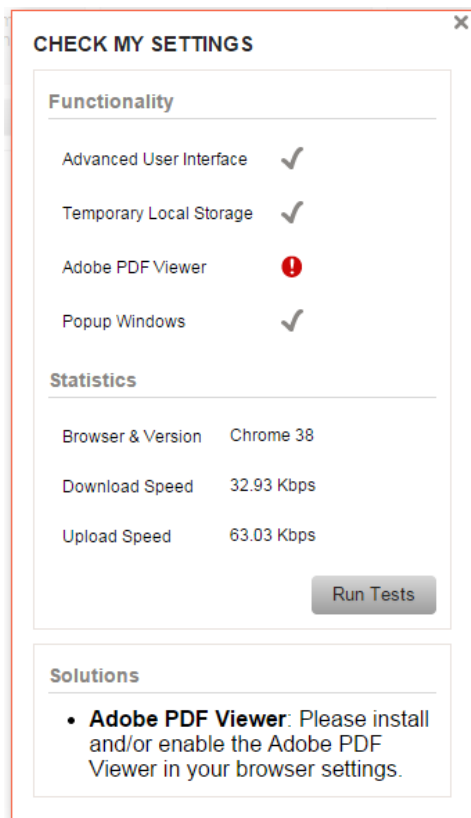 CHECK MY SETTINGS
Functionality
Advanced User Interface
Temporary Local Storage
Adobe PDF Viewer
Popup Windows
Statistics
Browser & Version Chrome 38
Download Speed 32.93 Kbps
Upload Speed 63.03 Kbps
Run Tests
Solutions
• Adobe PDF Viewer: Please install
and/or enable the Adobe PDF
Viewer in your browser settings.